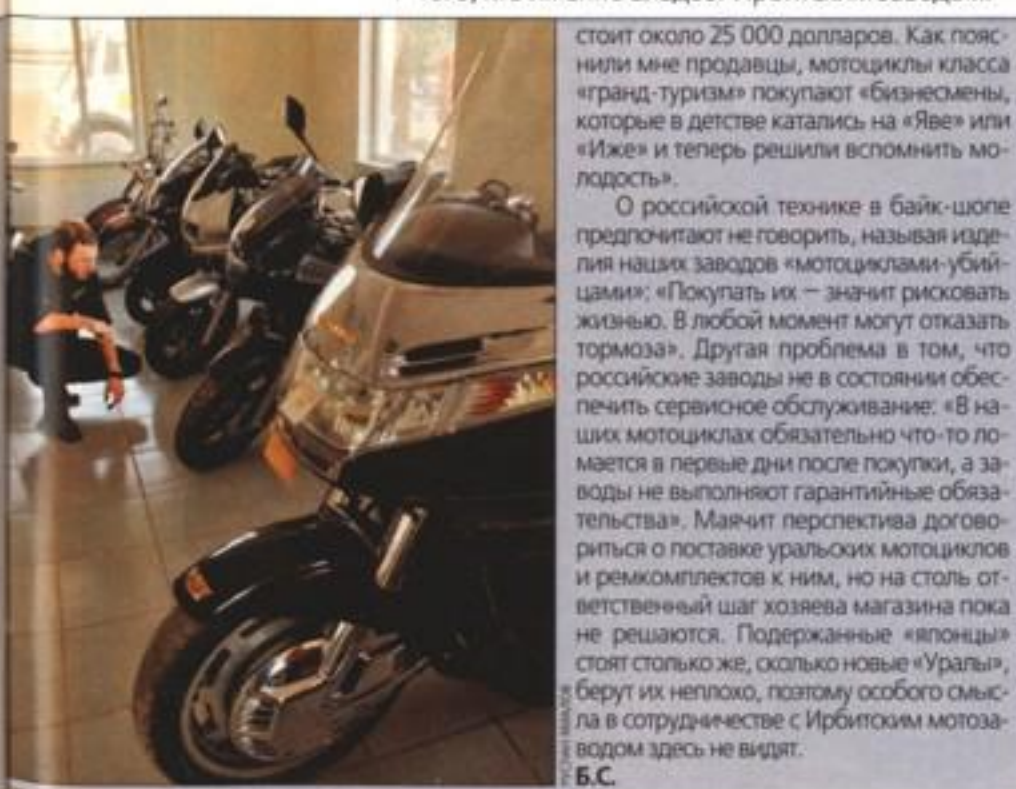 стоит около 25 000 долларов. Как пояс-
нили мне продавцы, мотоциклы класса
«гранд-туризм» покупают «бизнесмены,
которые в детстве катались на «Яве» или
«Иже» и теперь решили вспомнить мо-
лодость».
О российской технике в байк-шопе
предпочитают не говорить, называя изде-
лия наших заводов «мотоциклами-убий-
цами»: «Покупать их – значит рисковать
жизнью. В любой момент могут отказать
тормоза». Другая проблема в том, что
российские заводы не в состоянии обес-
печить сервисное обслуживание: «В на-
ших мотоциклах обязательно что-то ло-
мается в первые дни после покупки, а за-
воды не выполняют гарантийные обяза-
тельства». Маячит перспектива догово-
риться о поставке уральских мотоциклов
и ремкомплектов к ним, но на столь от-
ветственный шаг хозяева магазина пока
не решаются. Подержанные «японцы»
стоят столько же, сколько новые «Уралы»,
берут их неплохо, поэтому особого смыс-
ла в сотрудничестве с Ирбитским мотоза-
водом здесь не видят.
Б.С.